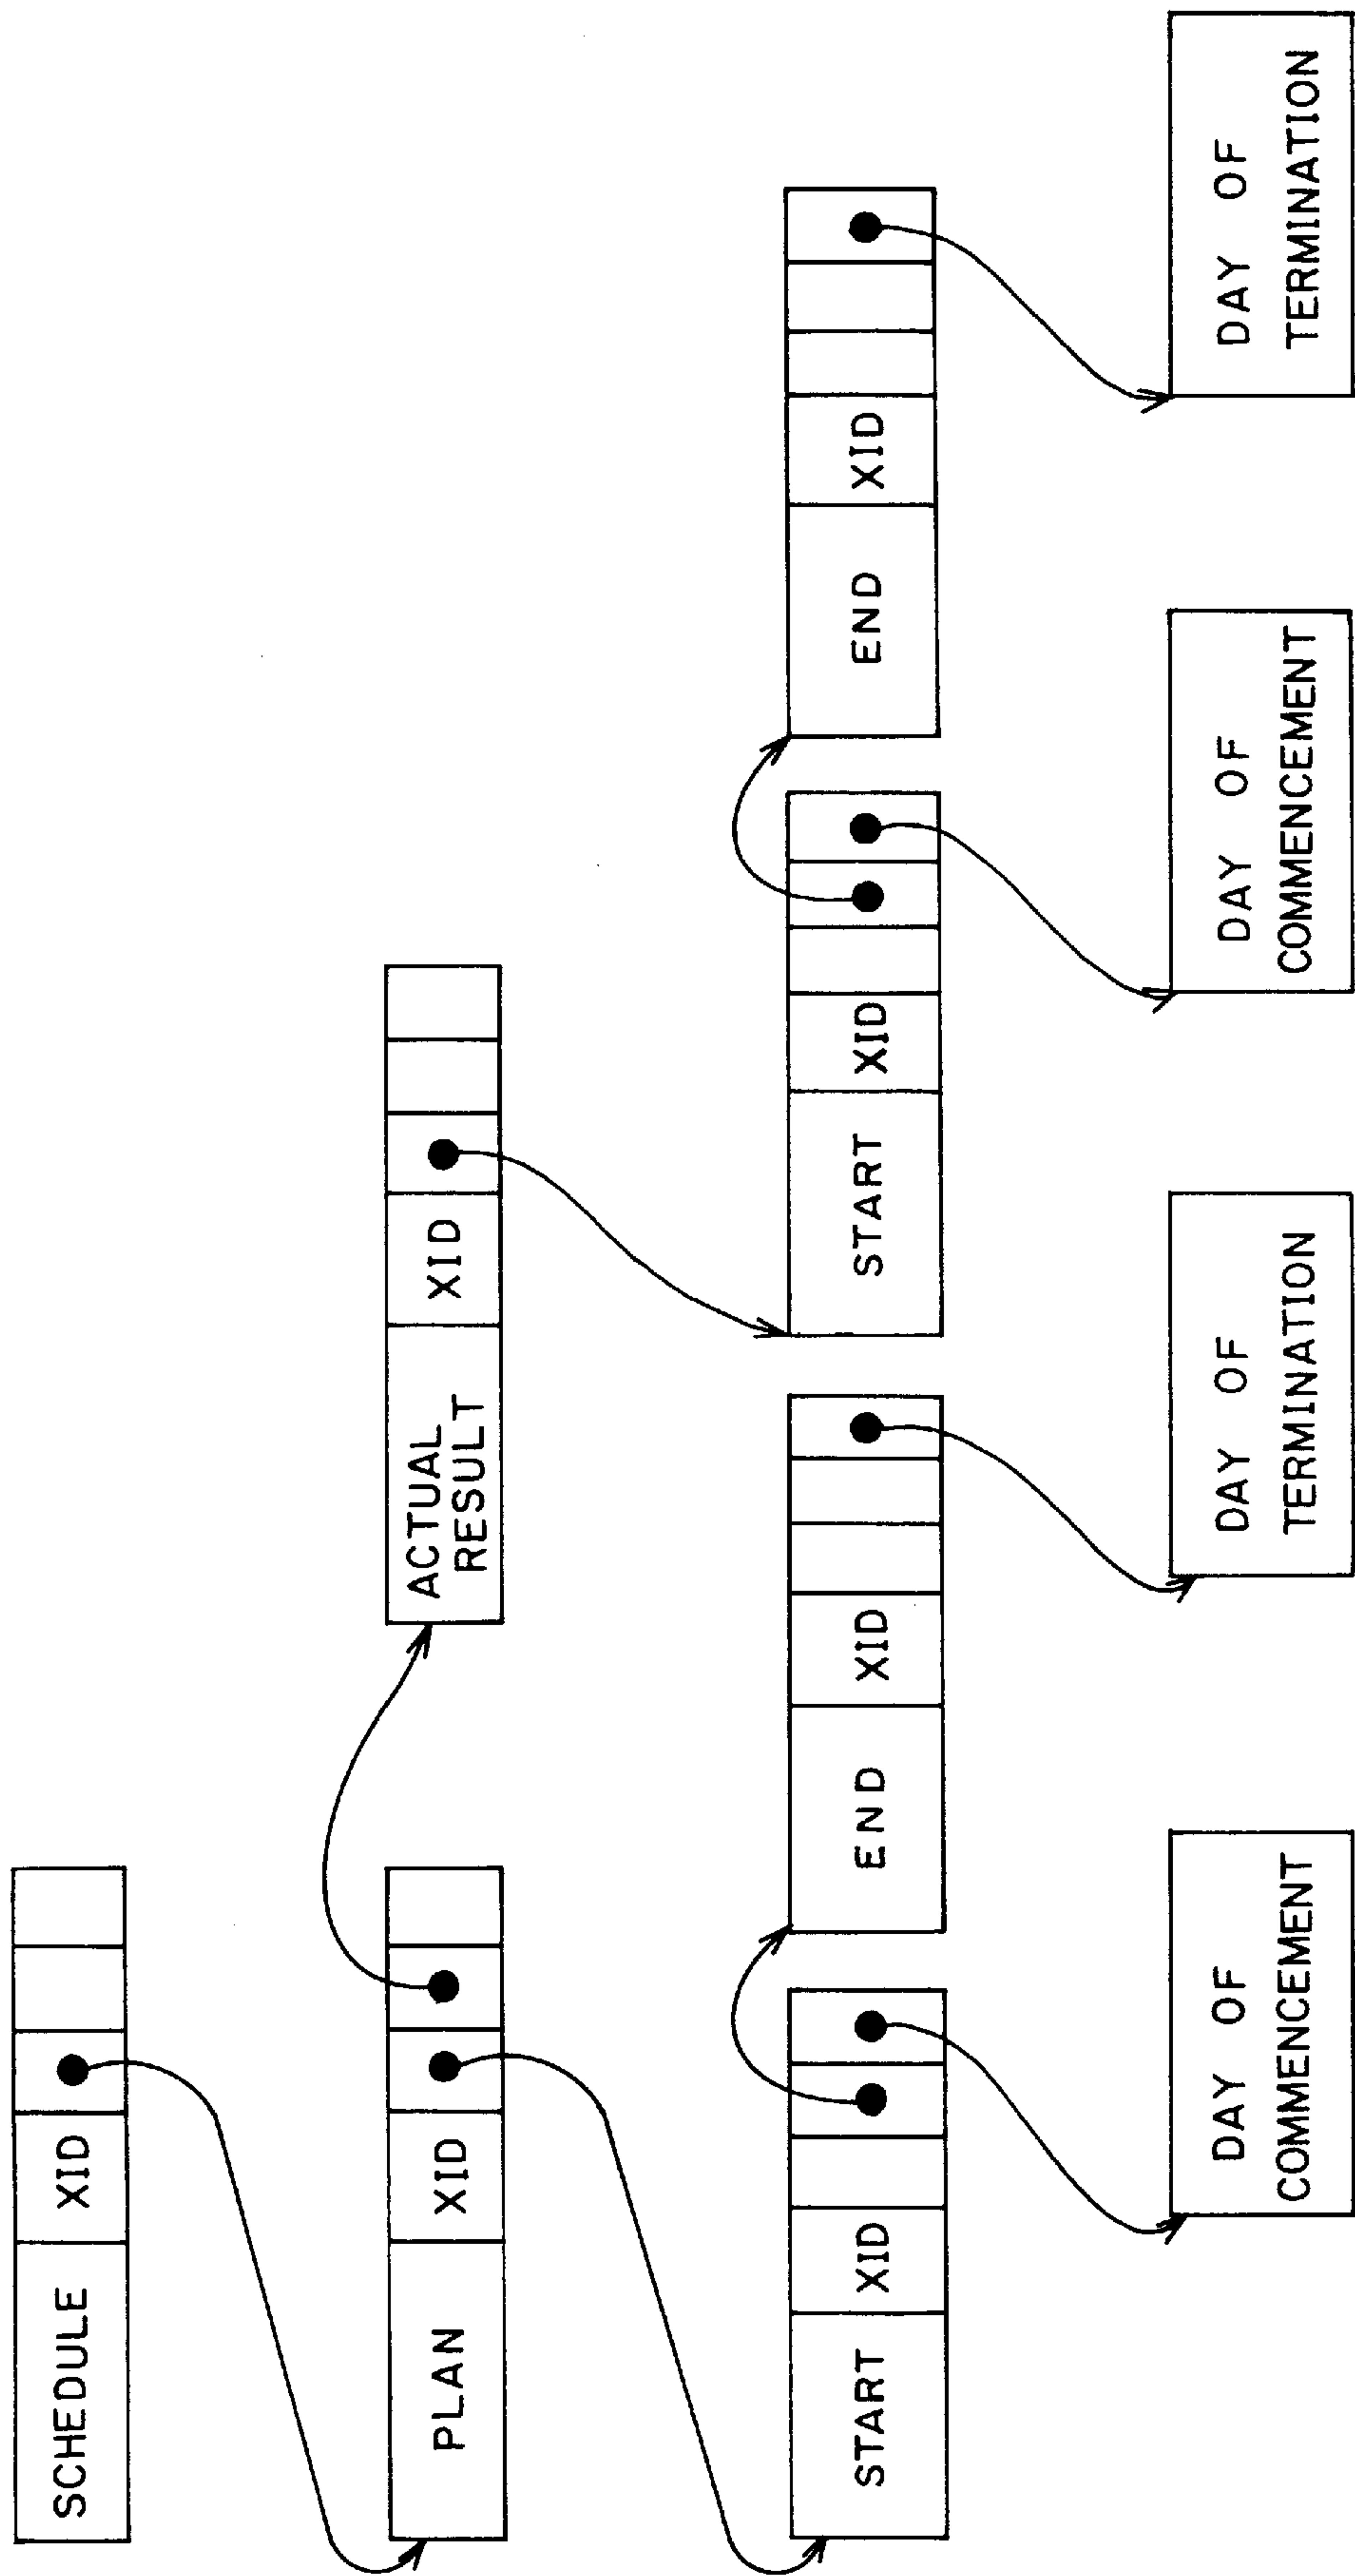 SCHEDULE XID
PLAN XID
ACTUAL
RESULT
XID
START XID
END XID
START XID
END XID
DAY OF
COMMENCEMENT
DAY OF
TERMINATION
DAY OF
COMMENCEMENT
DAY OF
TERMINATION